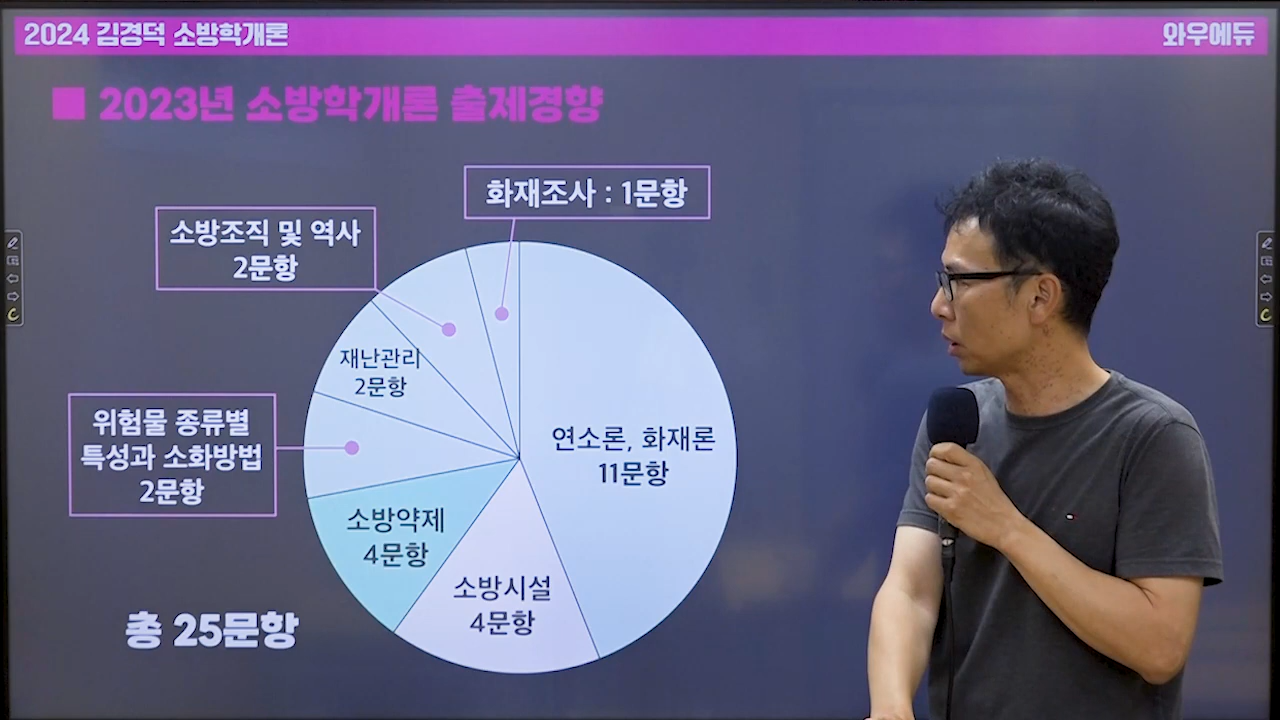 2024 김경덕 소방학개론
와우에듀
■ 2023년 소방학개론 출제경향
화재조사 : 1문항
소방조직 및 역사
2문항
재난관리
2문항
위험물 종류별
특성과 소화방법
2문항
연소론, 화재론
11문항
소방약제
4문항
소방시설
4문항
총 25문항